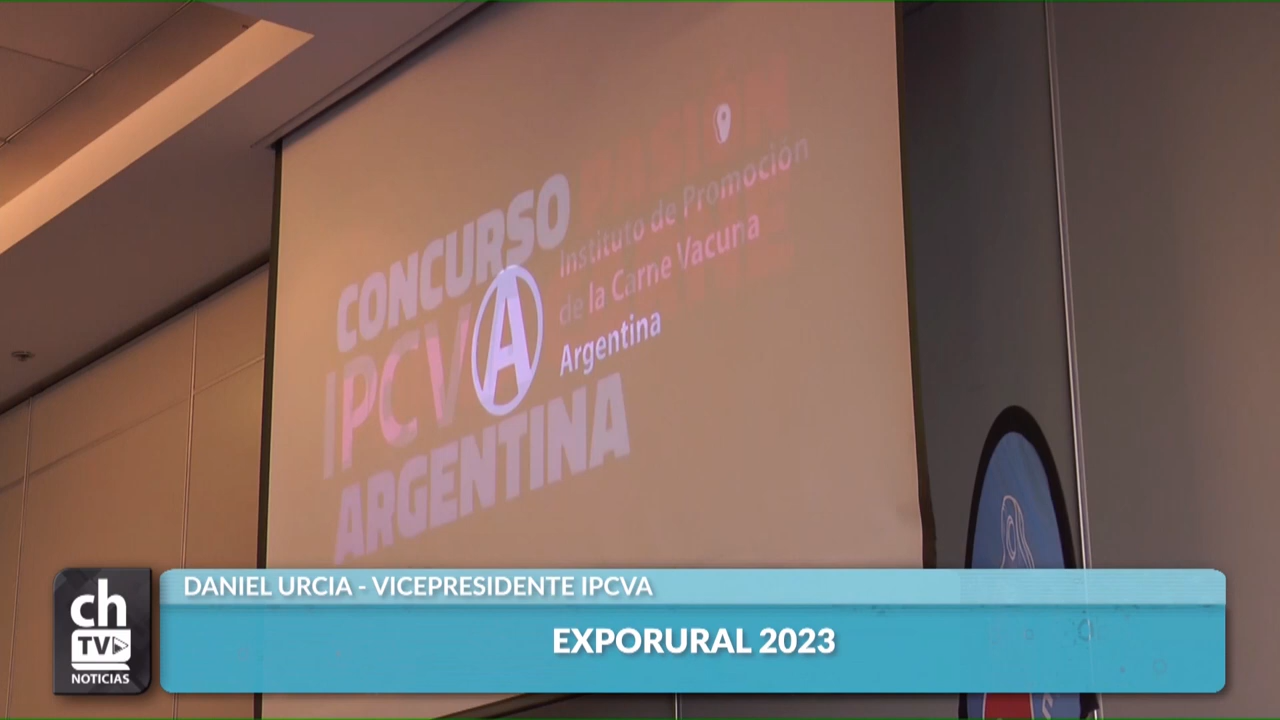 CONCURSO
PASIÓN
IPCVA
Instituto de Promoción
de la Carne Vacuna
Argentina
ARGENTINA
DANIEL URCIA - VICEPRESIDENTE IPCVA
EXPORURAL 2023
ch
TV
NOTICIAS